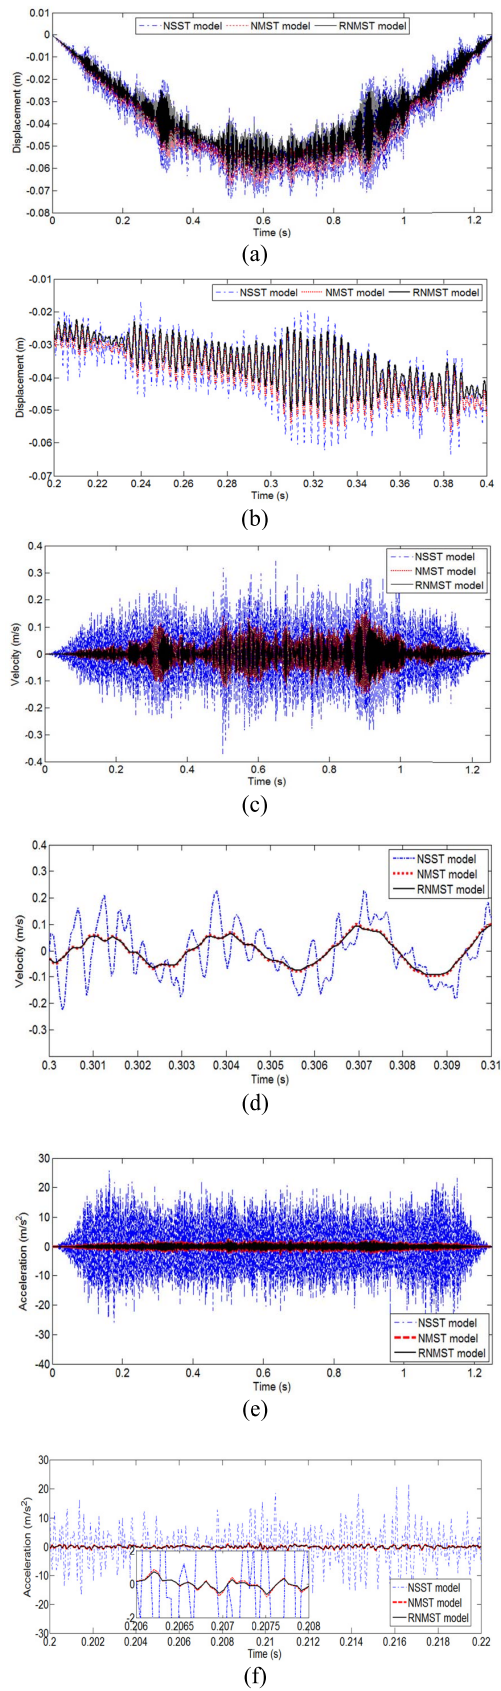 0.01
0
-0.01
-0.02
-0.03
-0.04
-0.05
-0.06
-0.07
-0.08
Displacement (m)
NSST model NMST model RNMST model
0 0.2 0.4 0.6 0.8 1 1.2
Time (s)
(a)
-0.01
-0.02
-0.03
-0.04
-0.05
-0.06
-0.07
Displacement (m)
NSST model NMST model RNMST model
0.2 0.22 0.24 0.26 0.28 0.3 0.32 0.34 0.36 0.38 0.4
Time (s)
(b)
0.4
0.3
0.2
0.1
0
-0.1
-0.2
-0.3
-0.4
Velocity (m/s)
NSST model
NMST model
RNMST model
0 0.2 0.4 0.6 0.8 1 1.2
Time (s)
(c)
0.4
0.3
0.2
0.1
0
-0.1
-0.2
-0.3
Velocity (m/s)
NSST model
NMST model
RNMST model
0.3 0.301 0.302 0.303 0.304 0.305 0.306 0.307 0.308 0.309 0.31
Time (s)
(d)
30
20
10
0
-10
-20
-30
-40
Acceleration (m/s²)
NSST model
NMST model
RNMST model
0 0.2 0.4 0.6 0.8 1 1.2
Time (s)
(e)
30
20
10
0
-10
-20
-30
Acceleration (m/s²)
2
0
-2
0.206 0.2065 0.207 0.2075 0.208
NSST model
NMST model
RNMST model
0.2 0.202 0.204 0.206 0.208 0.21 0.212 0.214 0.216 0.218 0.22
Time (s)
(f)